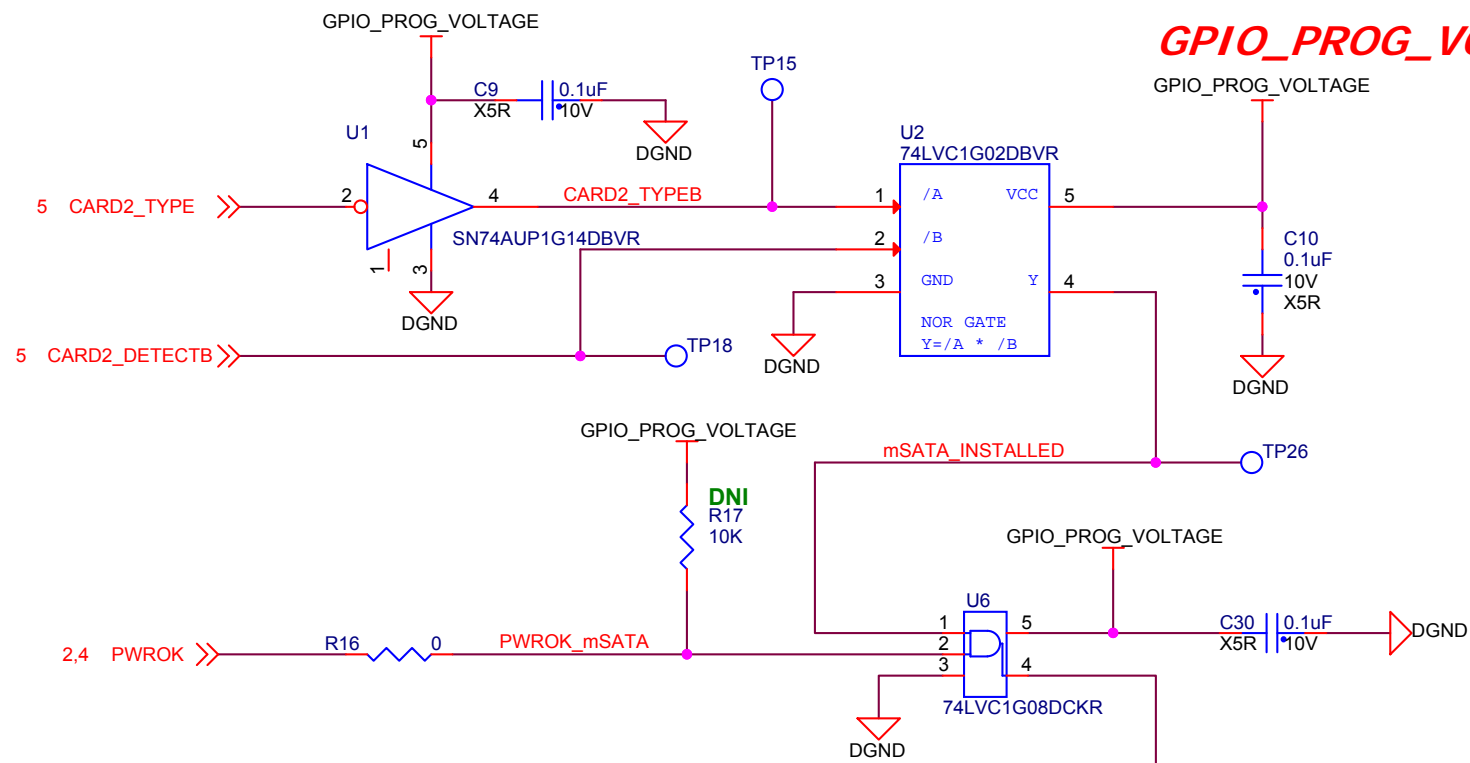 GPIO_PROG_VOLTAGE
GPIO_PROG_V
TP15
GPIO_PROG_VOLTAGE
C9 0.1uF
X5R 10V
DGND
U1
5
U2
74LVC1G02DBVR
5 CARD2_TYPE
2
4
CARD2_TYPEB
1 /A VCC 5
SN74AUP1G14DBVR
2 /B
1
3
DGND
C10
0.1uF
10V
X5R
3 GND Y 4
NOR GATE
Y=/A * /B
DGND
DGND
5 CARD2_DETECTB
TP18
GPIO_PROG_VOLTAGE
mSATA_INSTALLED
TP26
DNI
R17
10K
GPIO_PROG_VOLTAGE
U6
1
5
C30 0.1uF
X5R 10V
DGND
2,4 PWROK
R16 0
PWROK_mSATA
2
3
4
74LVC1G08DCKR
DGND